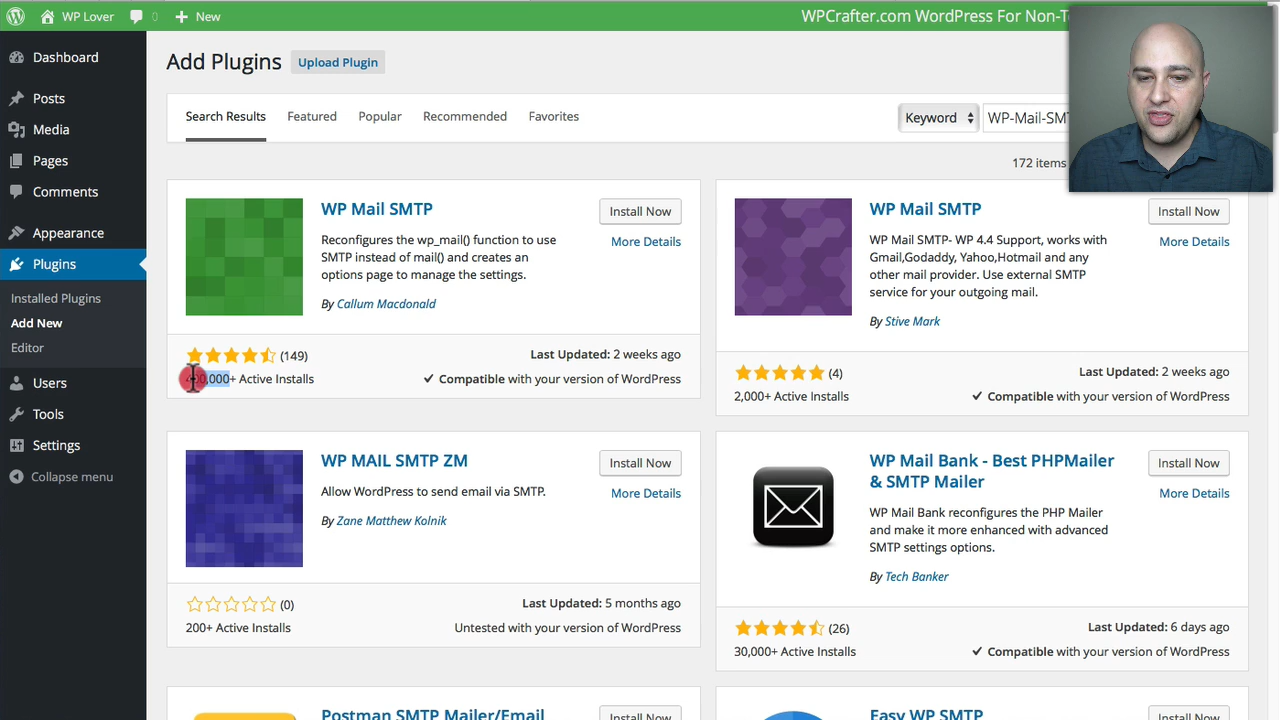 WP Lover
0
New
WPCrafter.com WordPress For Non-T
Dashboard
Posts
Media
Pages
Comments
Appearance
Plugins
Installed Plugins
Add New
Editor
Users
Tools
Settings
Collapse menu
Add Plugins
Upload Plugin
Search Results
Featured
Popular
Recommended
Favorites
Keyword
WP-Mail-SMT
172 items
WP Mail SMTP
Install Now
More Details
Reconfigures the wp_mail() function to use
SMTP instead of mail() and creates an
options page to manage the settings.
By Callum Macdonald
(149)
Last Updated: 2 weeks ago
Active Installs
Compatible with your version of WordPress
WP Mail SMTP
Install Now
More Details
WP Mail SMTP- WP 4.4 Support, works with
Gmail,Godaddy, Yahoo,Hotmail and any
other mail provider. Use external SMTP
service for your outgoing mail.
By Stive Mark
(4)
Last Updated: 2 weeks ago
2,000+ Active Installs
Compatible with your version of WordPress
WP MAIL SMTP ZM
Install Now
More Details
Allow WordPress to send email via SMTP.
By Zane Matthew Kolnik
(0)
Last Updated: 5 months ago
200+ Active Installs
Untested with your version of WordPress
WP Mail Bank - Best PHPMailer
& SMTP Mailer
Install Now
More Details
WP Mail Bank reconfigures the PHP Mailer
and make it more enhanced with advanced
SMTP settings options.
By Tech Banker
(26)
Last Updated: 6 days ago
30,000+ Active Installs
Compatible with your version of WordPress
Postman SMTP Mailer/Email
Install Now
Easy WP SMTP
Install Now